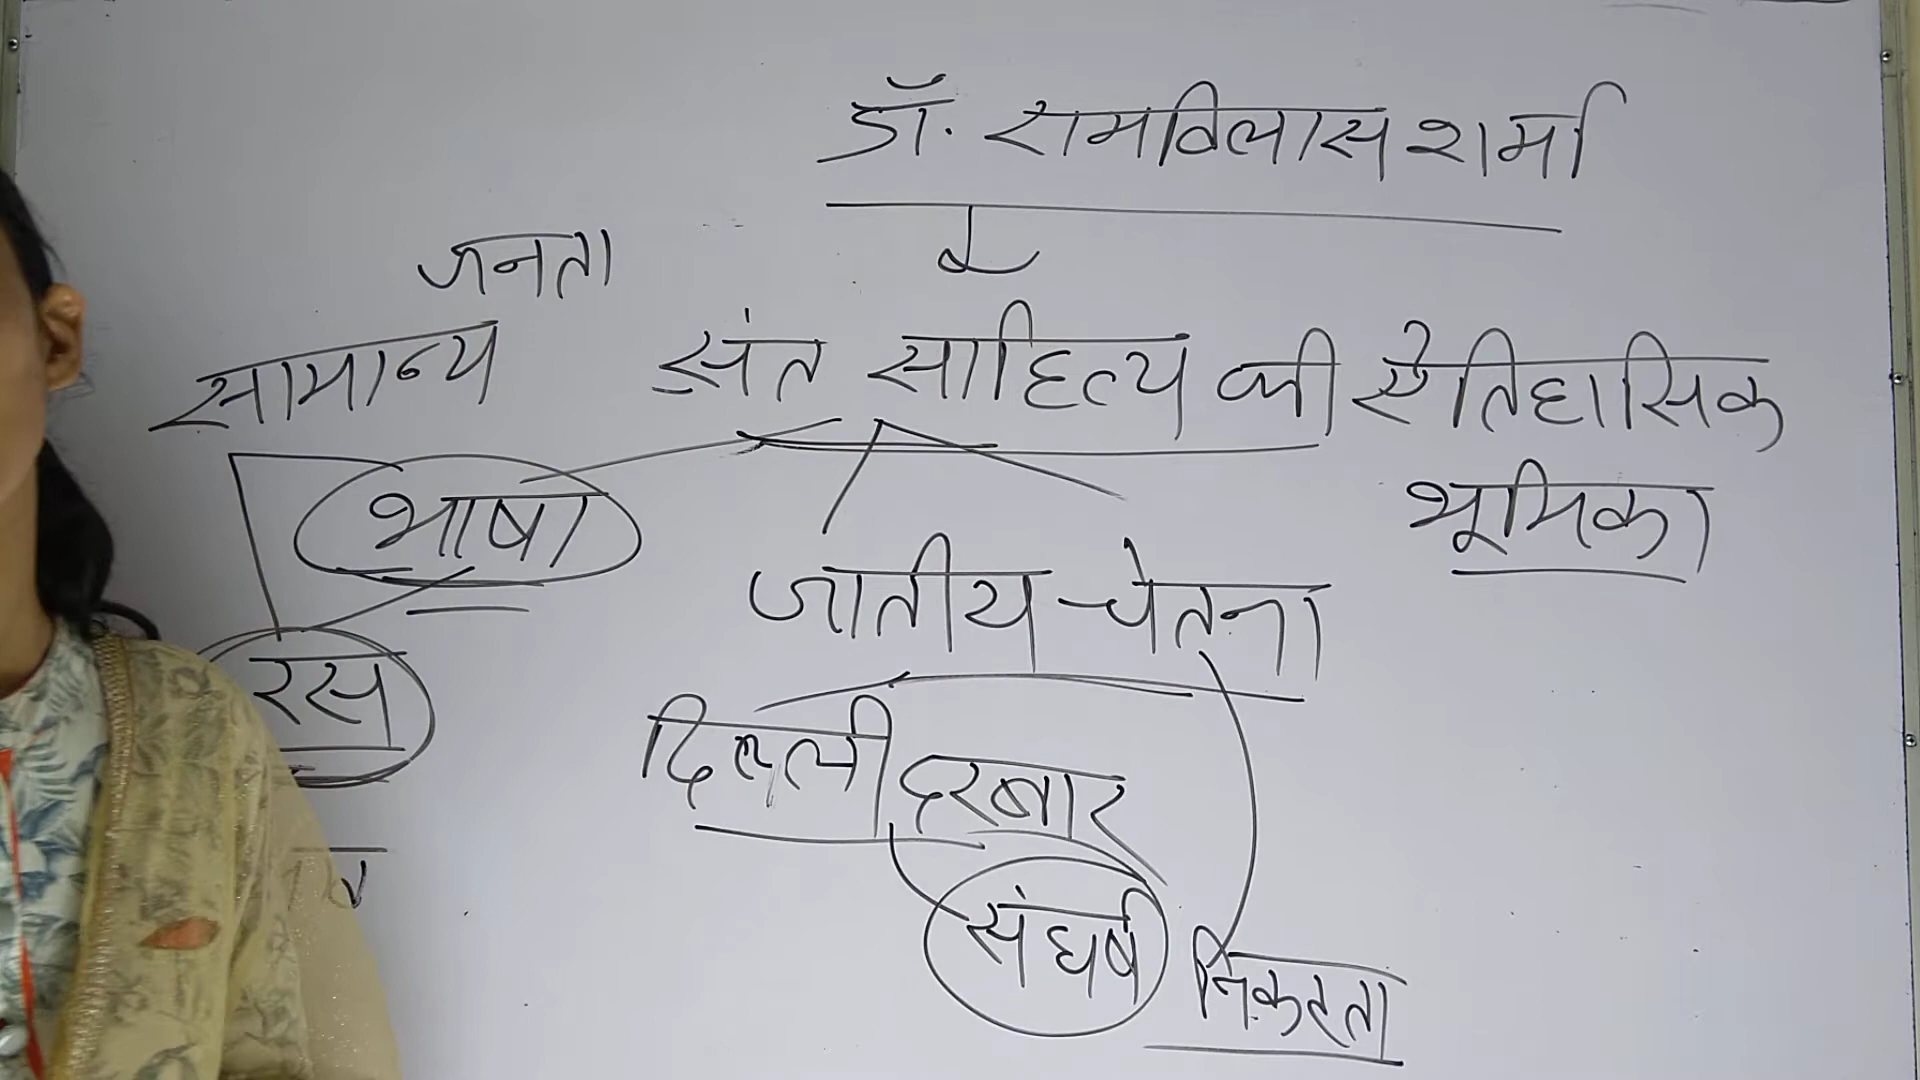 डॉ. रामविलास शर्मा
जनता
सामान्य
संत साहित्य की ऐतिहासिक
भूमिका
भाषा
जातीय चेतना
रस
दिल्ली दरबार
संघर्ष
निकटता